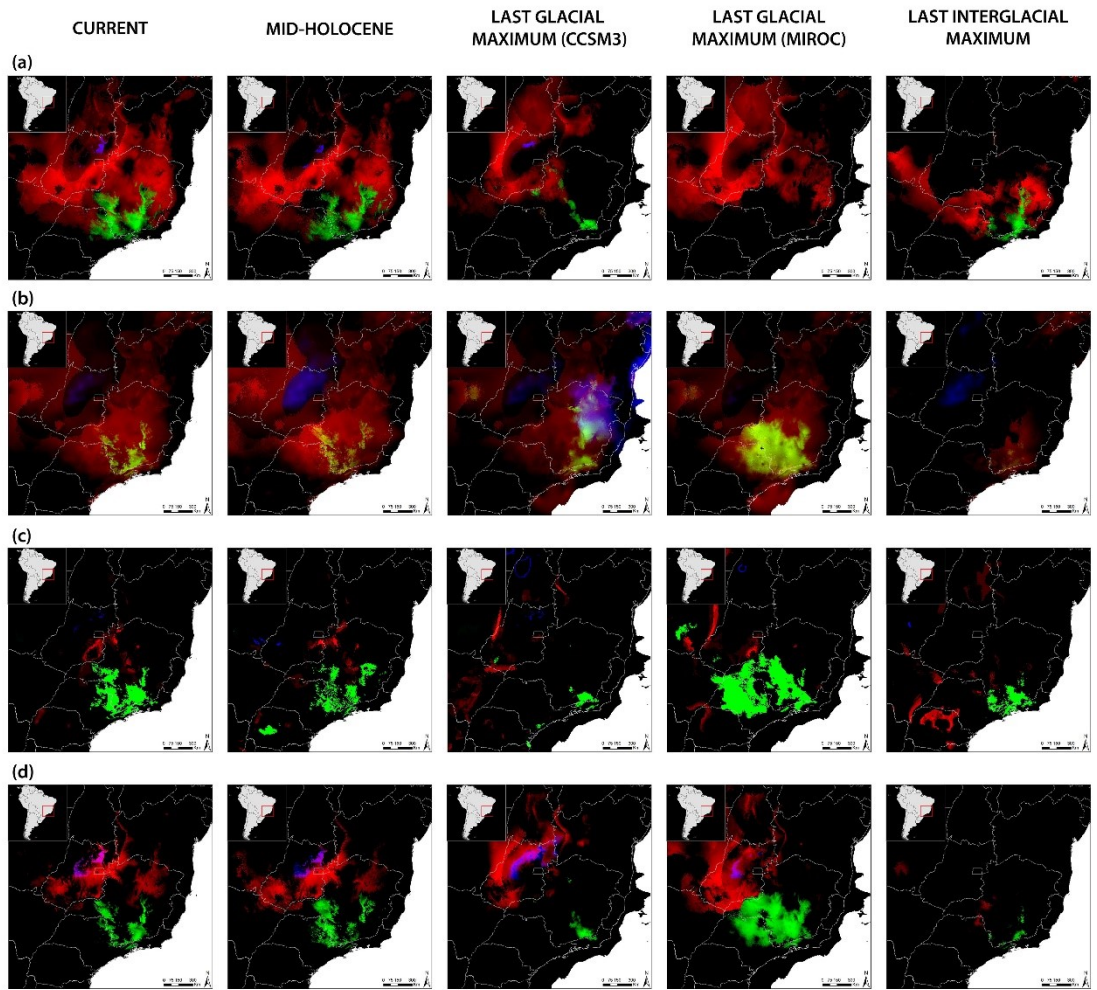 CURRENT
MID-HOLOCENE
LAST GLACIAL
MAXIMUM (CCSM3)
LAST GLACIAL
MAXIMUM (MIROC)
LAST INTERGLACIAL
MAXIMUM
(a)
N
N
N
N
N
(b)
N
N
N
N
N
(c)
N
N
N
N
N
(d)
N
N
N
N
N